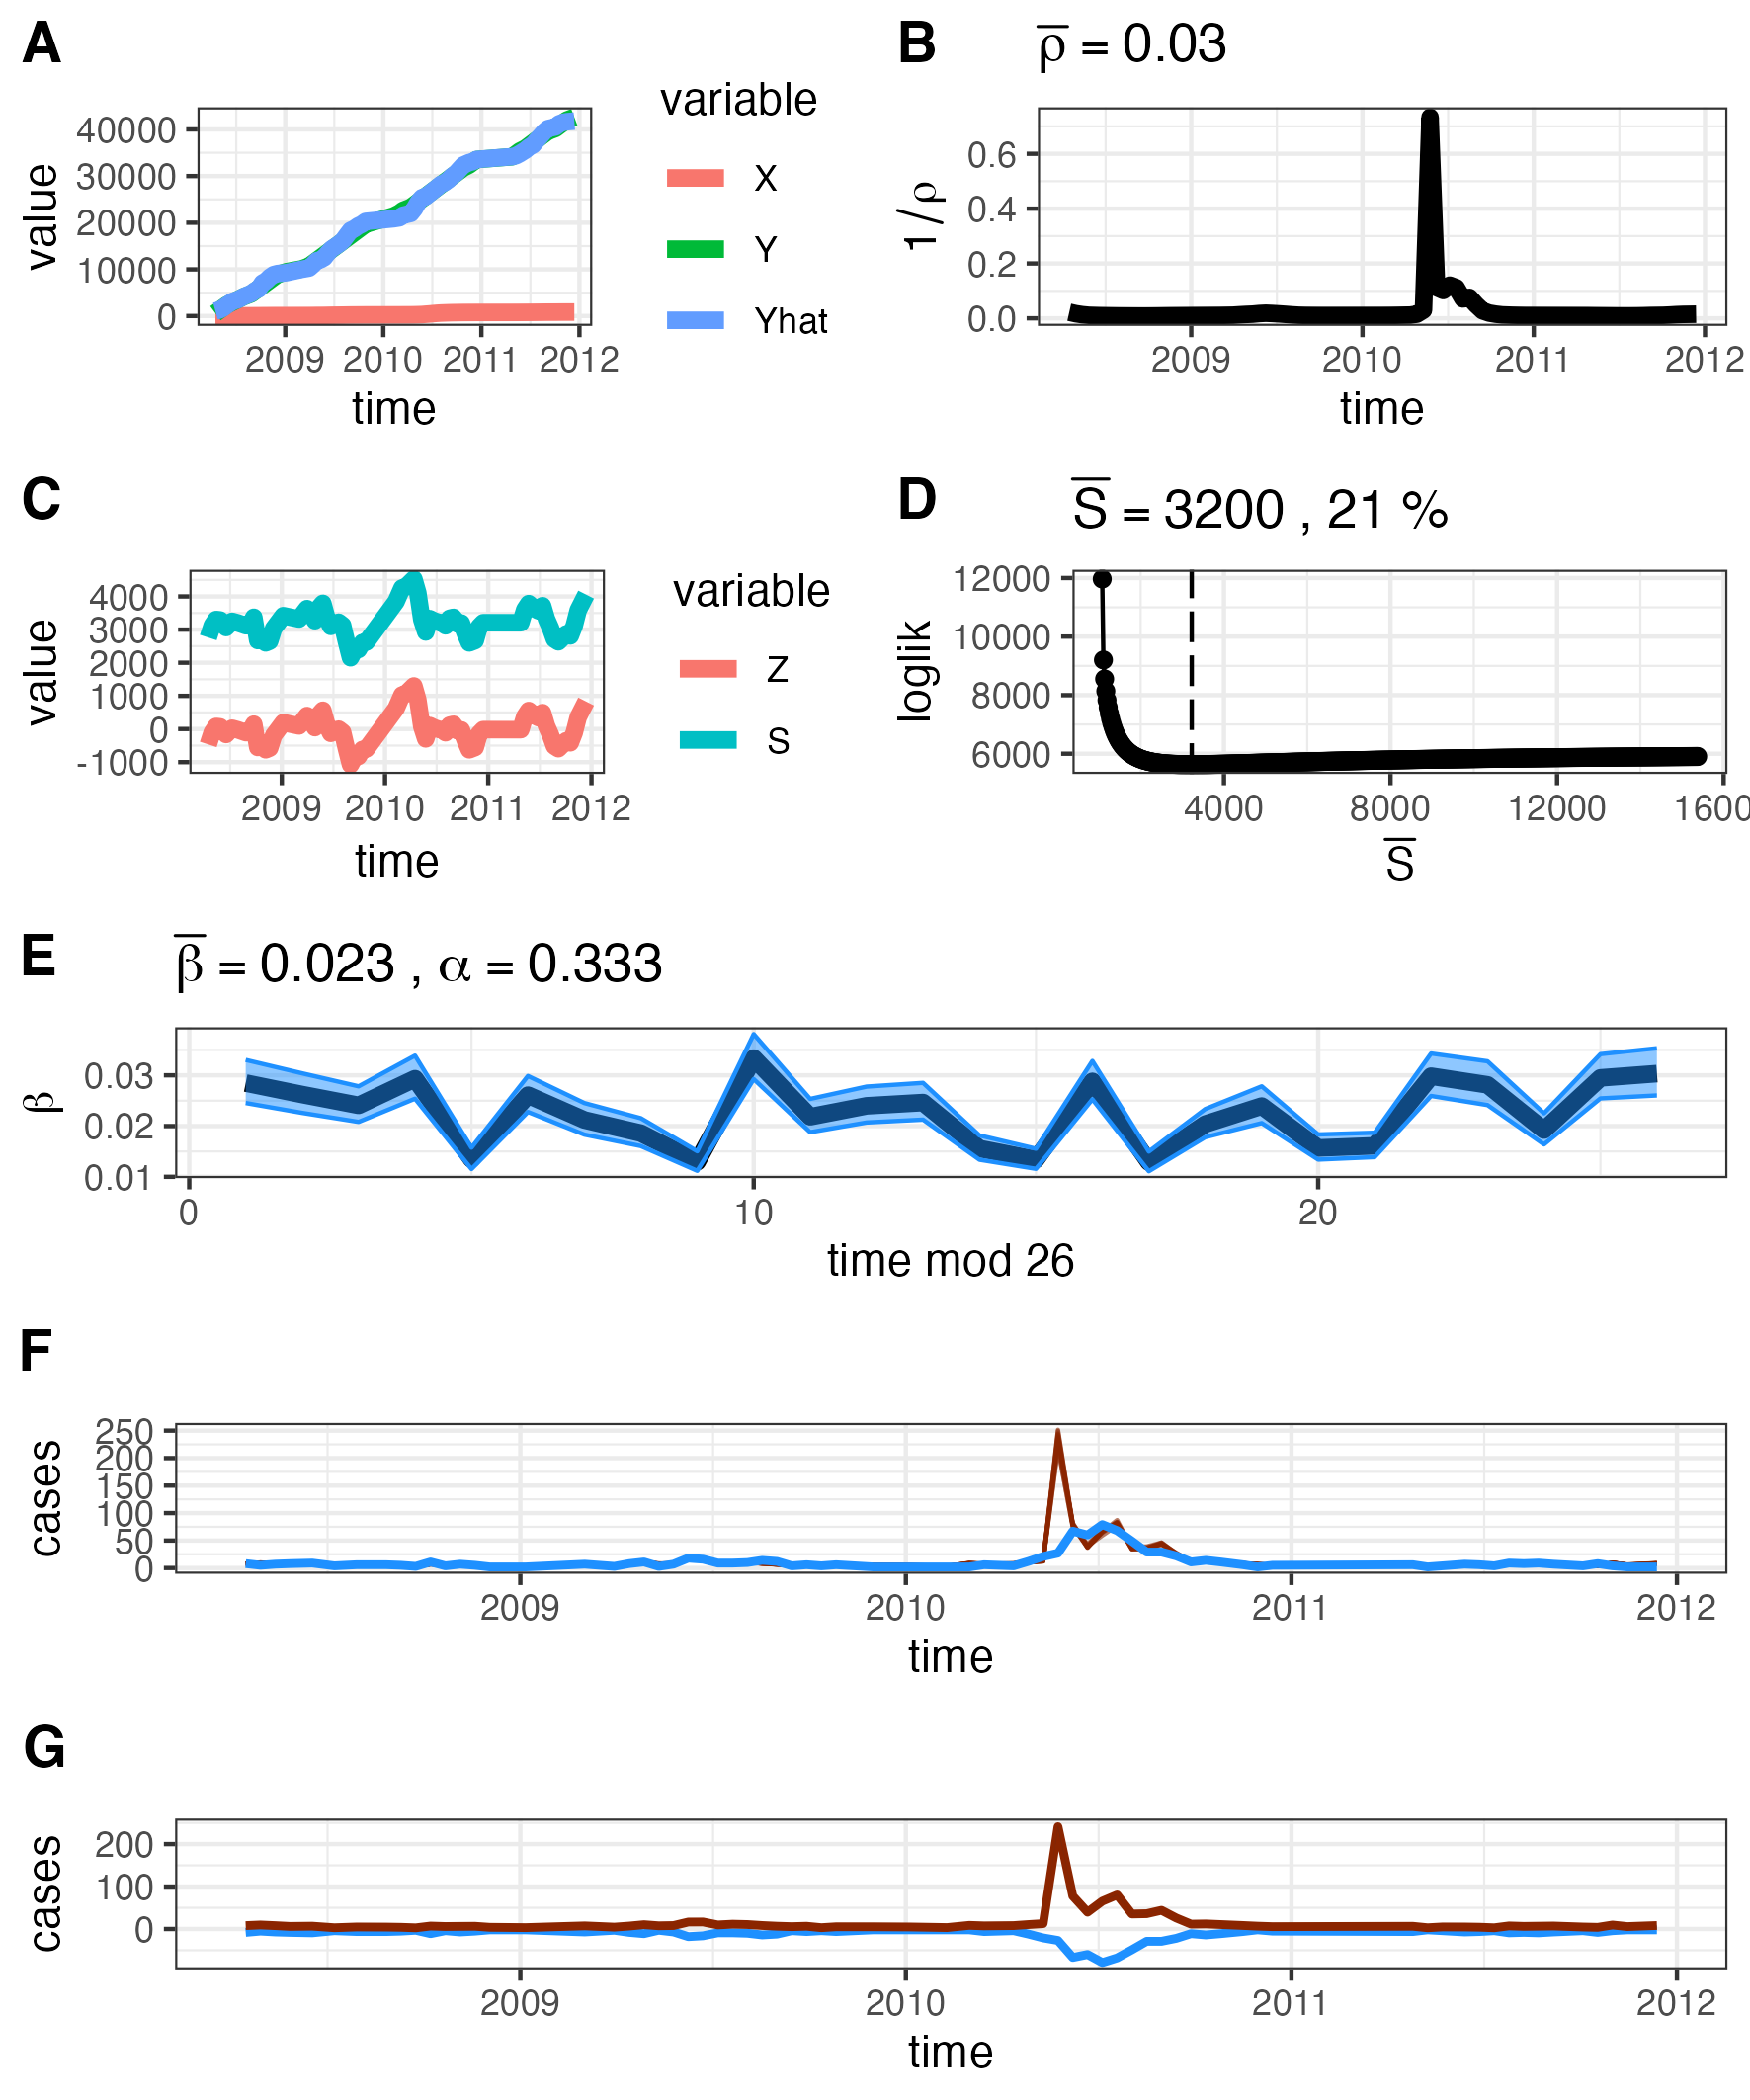 A
variable
value
40000
30000
20000
10000
0
X
Y
Yhat
2009 2010 2011 2012
time
B
ρ̅ = 0.03
1/ρ
0.6
0.4
0.2
0.0
2009 2010 2011 2012
time
C
value
4000
3000
2000
1000
0
-1000
2009 2010 2011 2012
time
variable
Z
S
D
S̅ = 3200 , 21 %
loglik
12000
10000
8000
6000
4000 8000 12000 1600
S̅
E
β̅ = 0.023 , α = 0.333
β
0.03
0.02
0.01
0 10 20
time mod 26
F
cases
250
200
150
100
50
0
2009 2010 2011 2012
time
G
cases
200
100
0
2009 2010 2011 2012
time